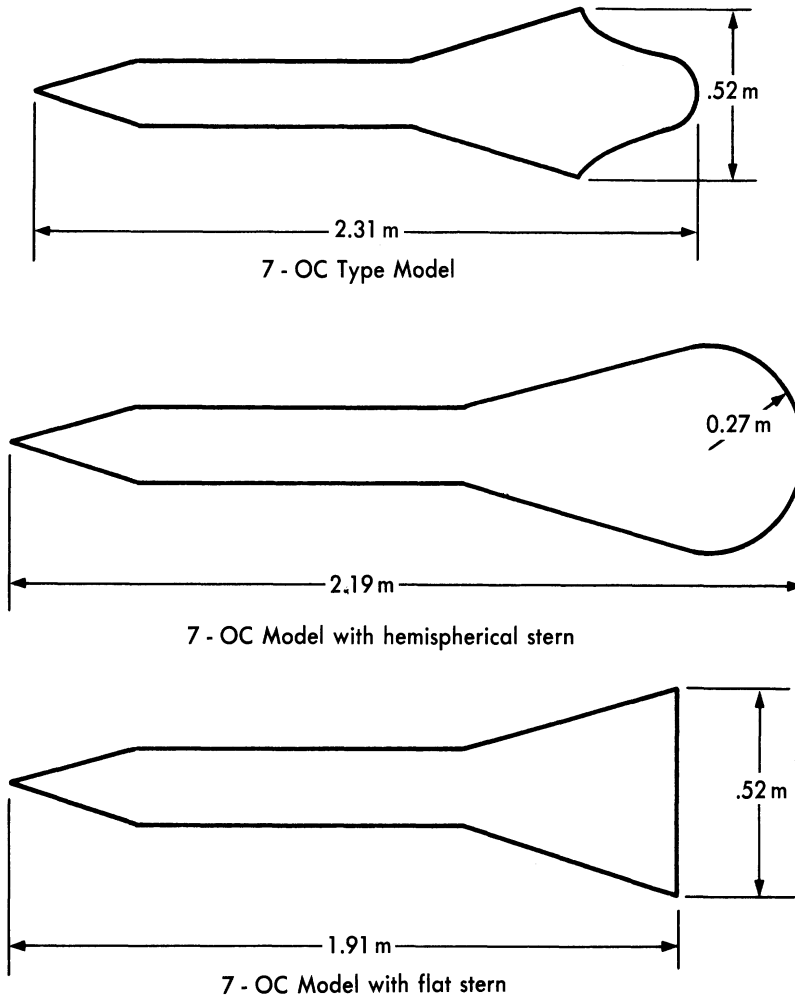 .52 m
2.31 m
7 - OC Type Model
0.27 m
2.19 m
7 - OC Model with hemispherical stern
.52 m
1.91 m
7 - OC Model with flat stern